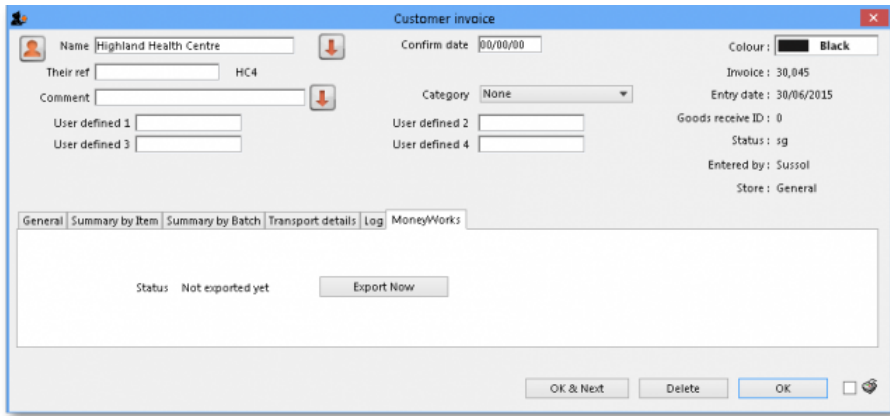 Customer invoice
Name Highland Health Centre
Confirm date 00/00/00
Colour : Black
Their ref HC4
Invoice : 30,045
Comment
Category None
Entry date : 30/06/2015
User defined 1
User defined 2
Goods receive ID : 0
User defined 3
User defined 4
Status : sg
Entered by : Sussol
Store : General
General Summary by Item Summary by Batch Transport details Log MoneyWorks
Status Not exported yet Export Now
OK & Next Delete OK